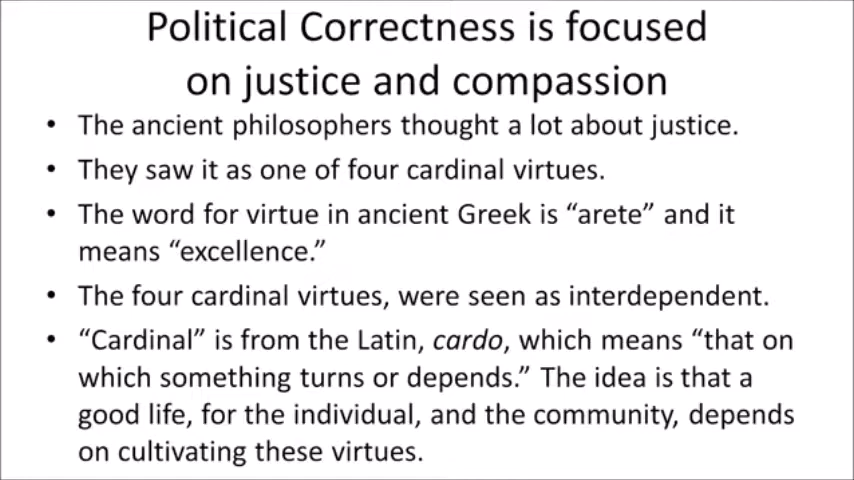 Political Correctness is focused
on justice and compassion
• The ancient philosophers thought a lot about justice.
• They saw it as one of four cardinal virtues.
• The word for virtue in ancient Greek is “arete” and it
means “excellence.”
• The four cardinal virtues, were seen as interdependent.
• “Cardinal” is from the Latin, cardo, which means “that on
which something turns or depends.” The idea is that a
good life, for the individual, and the community, depends
on cultivating these virtues.